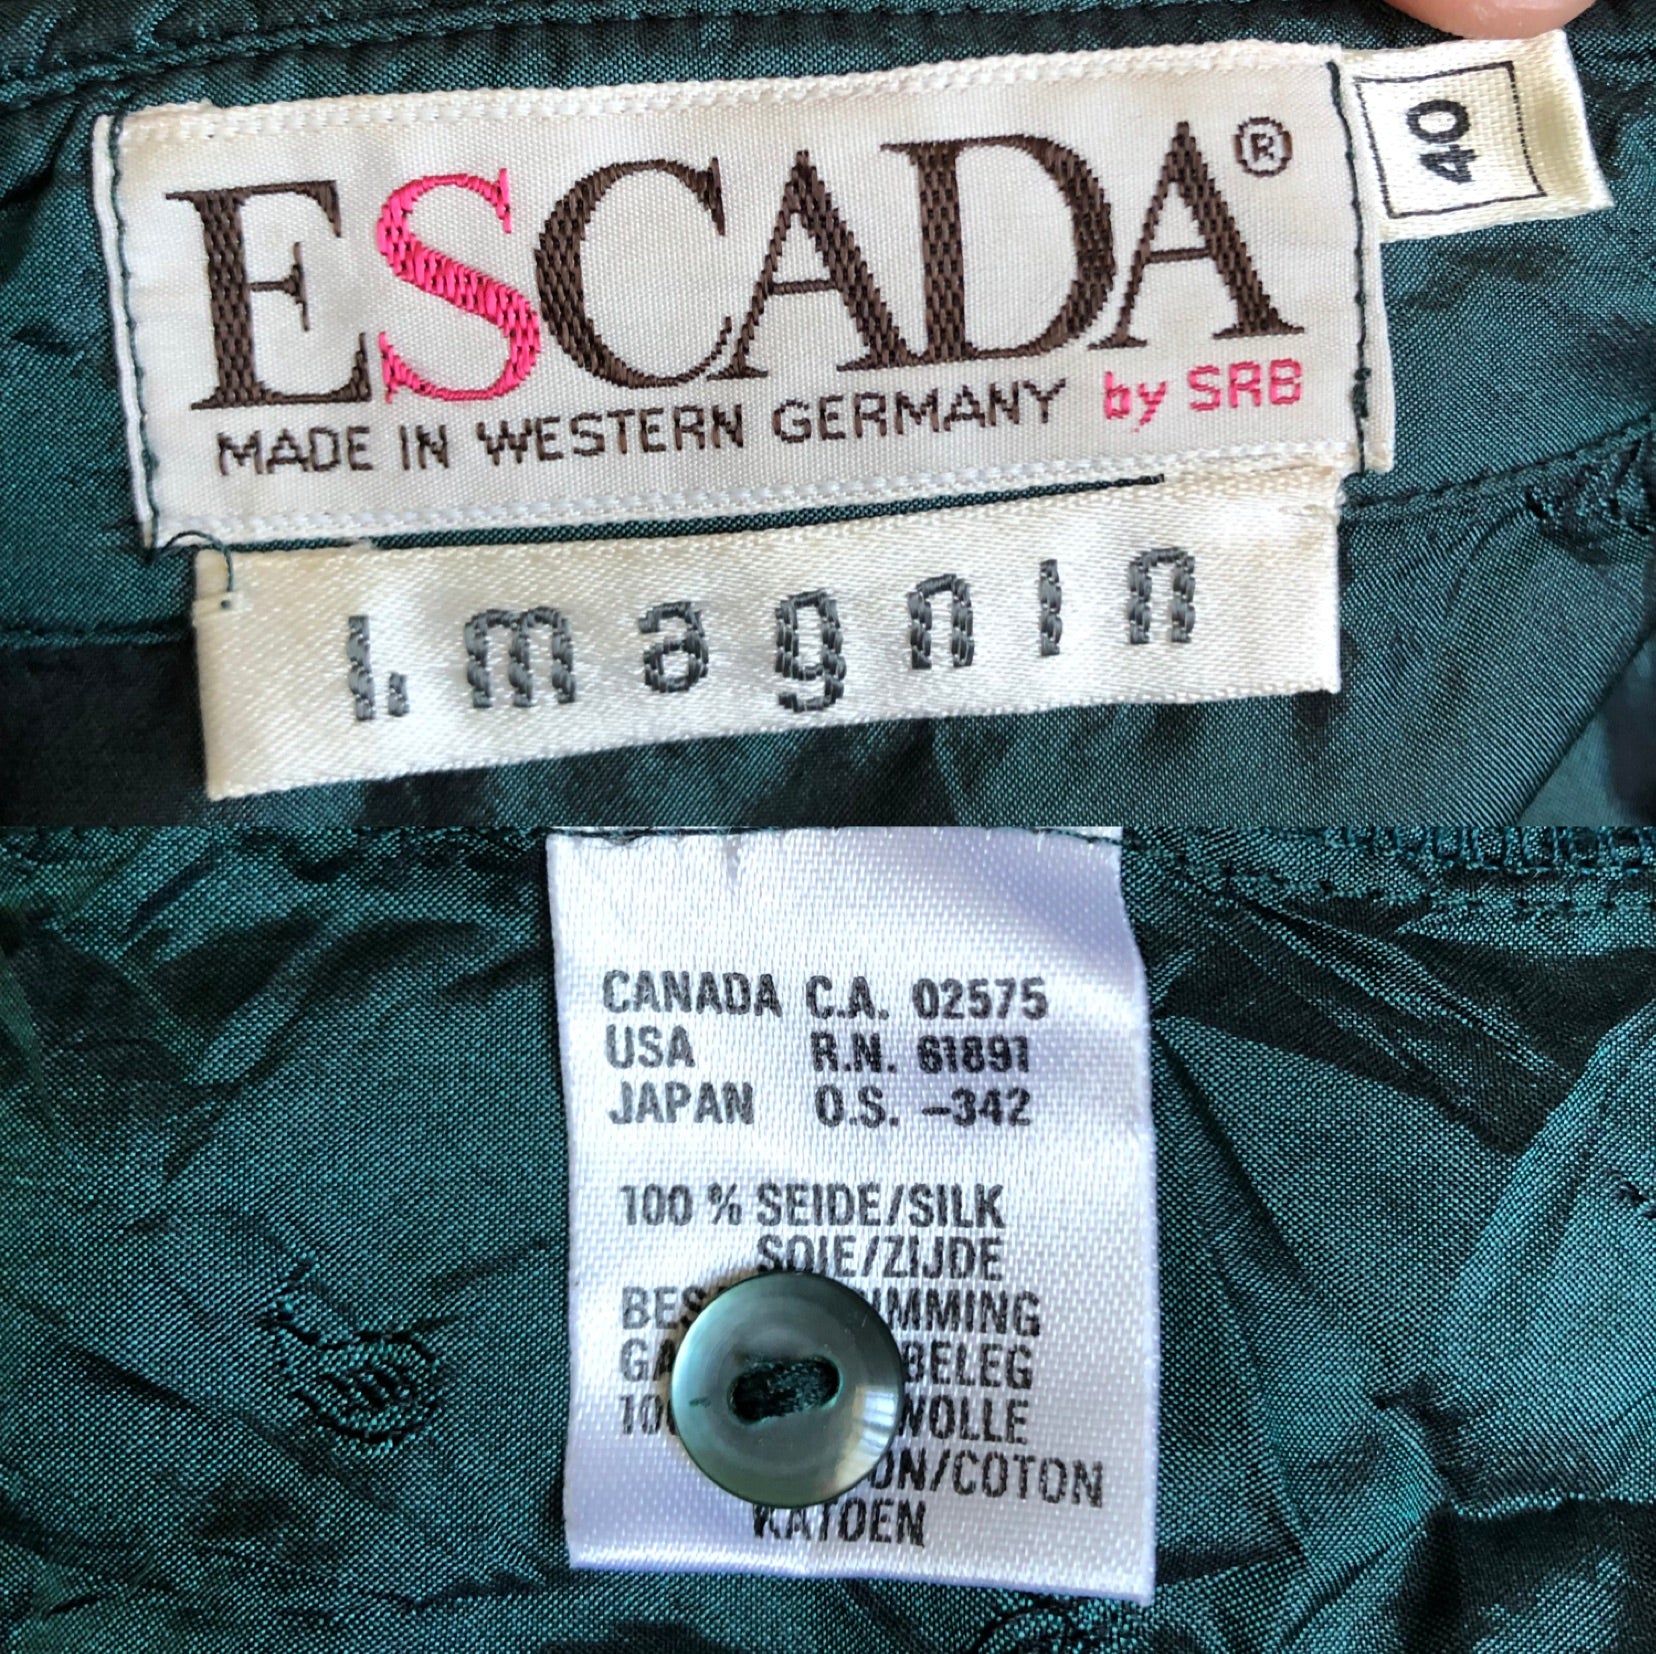 ESCADA®
40
MADE IN WESTERN GERMANY by SRB
I. magnin
CANADA C.A. 02575
USA R.N. 61891
JAPAN O.S. –342
100 % SEIDE/SILK
SOIE/ZIJDE
KATOEN